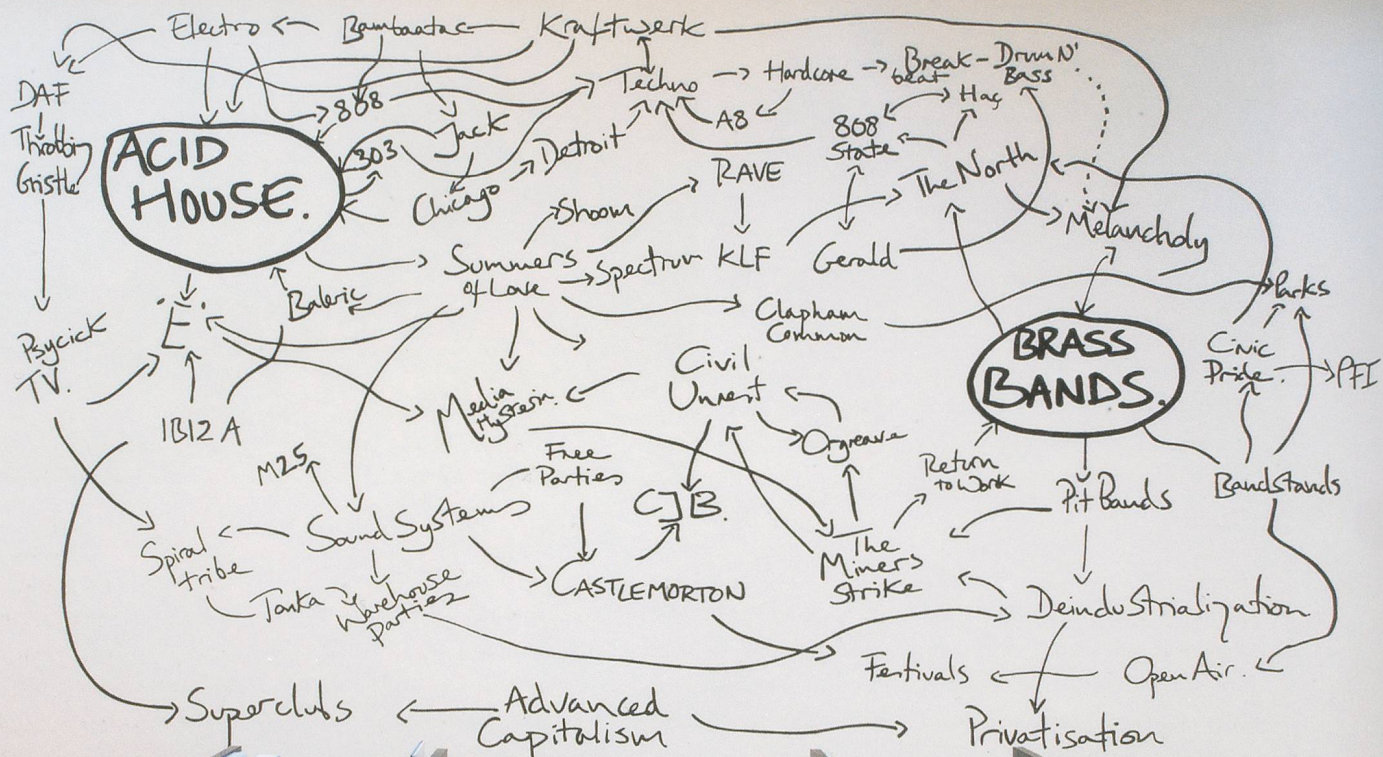 Electro
Bambaataa
Kraftwerk
DAF
808
Techno
Hardcore
Break
beat
Drum N'
Bass
Throbbing
Gristle
ACID
HOUSE.
303
Jack
Detroit
A8
808
State
Haç
Chicago
RAVE
The North
Shoom
Summers
of Love
Spectrum
KLF
Gerald
Melancholy
Baleric
'E'.
Clapham
Common
Parks
Psycick
TV.
Media
Civil
Unrest
BRASS
BANDS.
Civic
Pride.
PFI
IBIZA
M25
Free
Parties
Orgreave
Return
to Work
Pit Bands
Bandstands
CJB.
Sound Systems
Spiral
tribe
Tonka
Warehouse
Parties
CASTLEMORTON
The
Miners
Strike
Deindustrialization
Festivals
Open Air.
Superclubs
Advanced
Capitalism
Privatisation